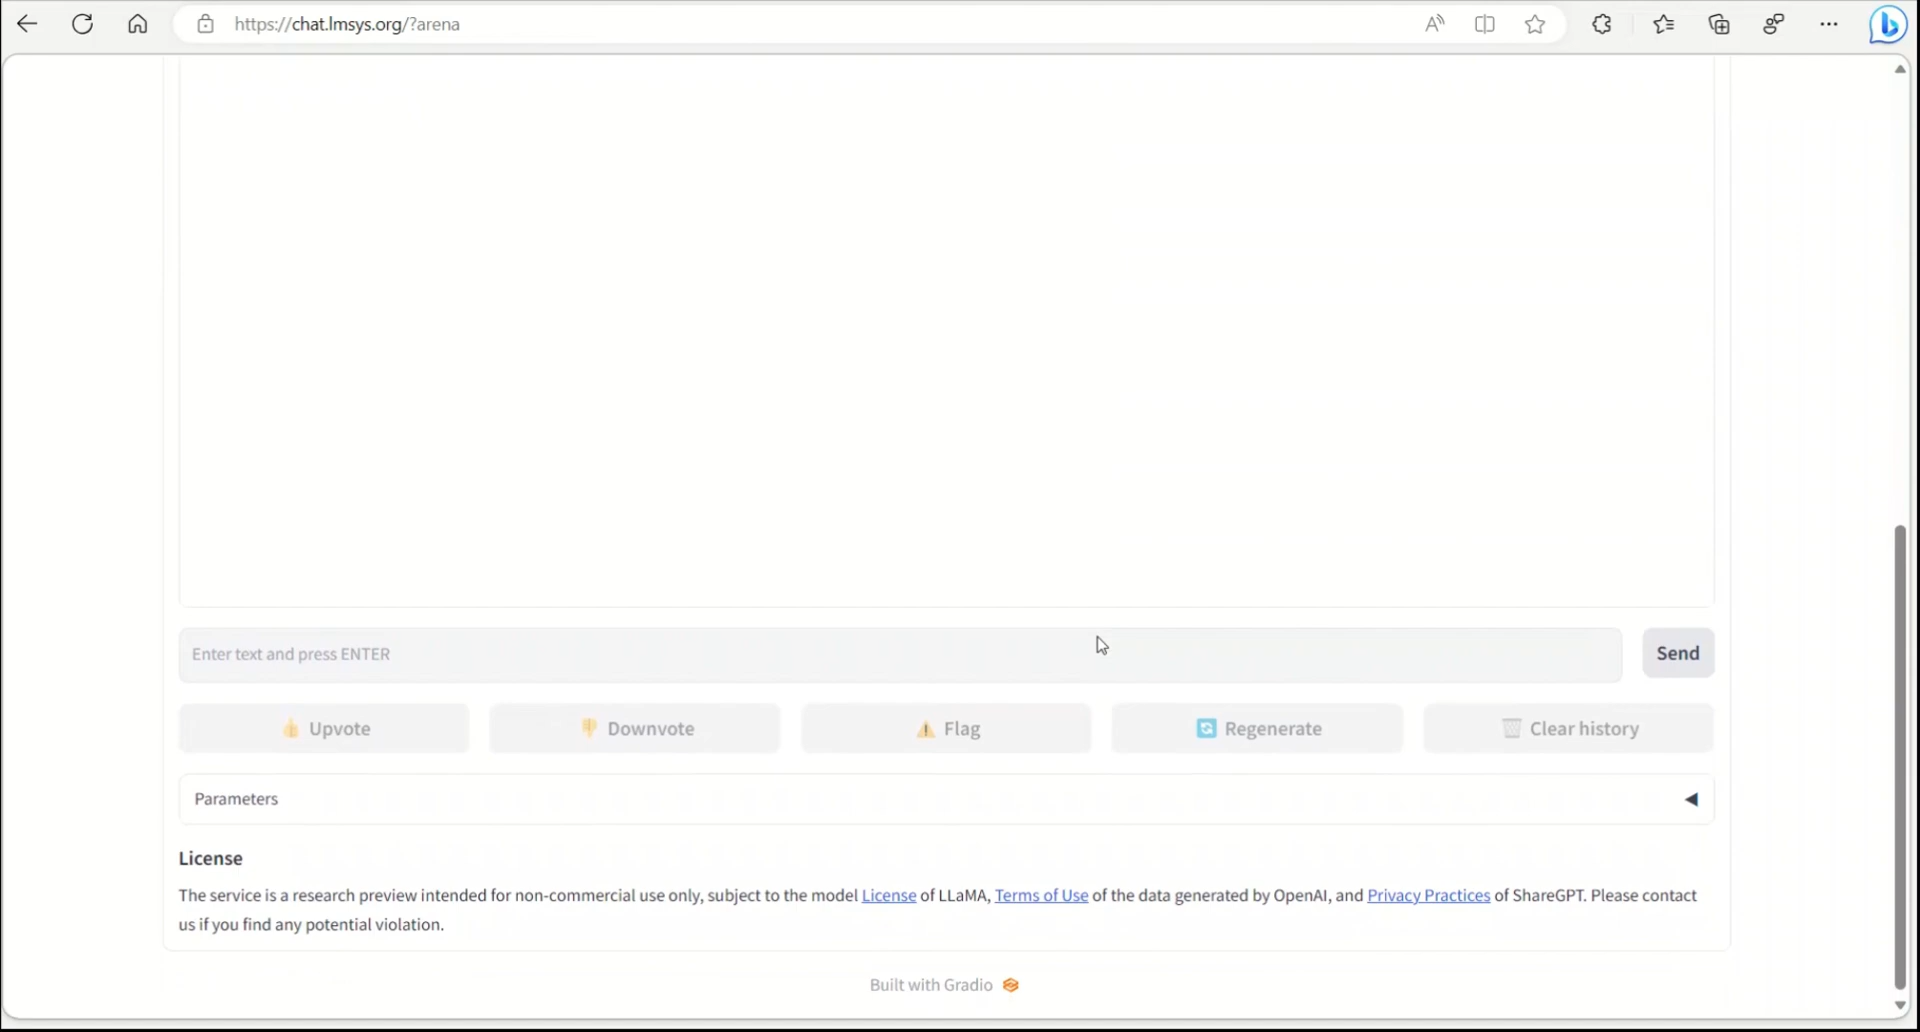 https://chat.lmsys.org/?arena
Enter text and press ENTER
Send
Upvote
Downvote
Flag
Regenerate
Clear history
Parameters
License
The service is a research preview intended for non-commercial use only, subject to the model License of LLaMA, Terms of Use of the data generated by OpenAI, and Privacy Practices of ShareGPT. Please contact
us if you find any potential violation.
Built with Gradio